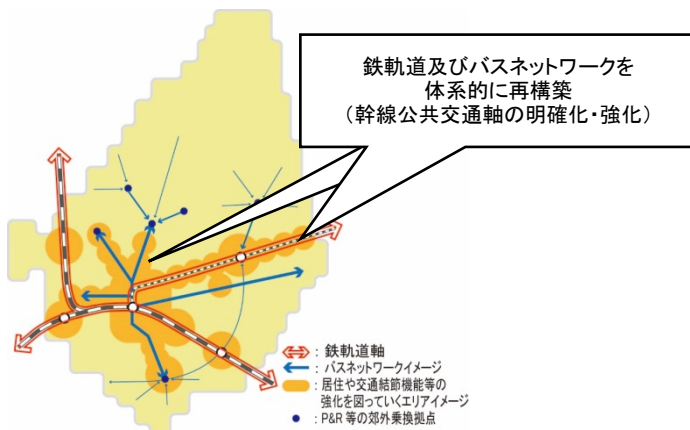 鉄軌道及びバスネットワークを
体系的に再構築
（幹線公共交通軸の明確化・強化）
：鉄軌道軸
：バスネットワークイメージ
：居住や交通結節機能等の
強化を図っていくエリアイメージ
：P&R 等の郊外乗換拠点